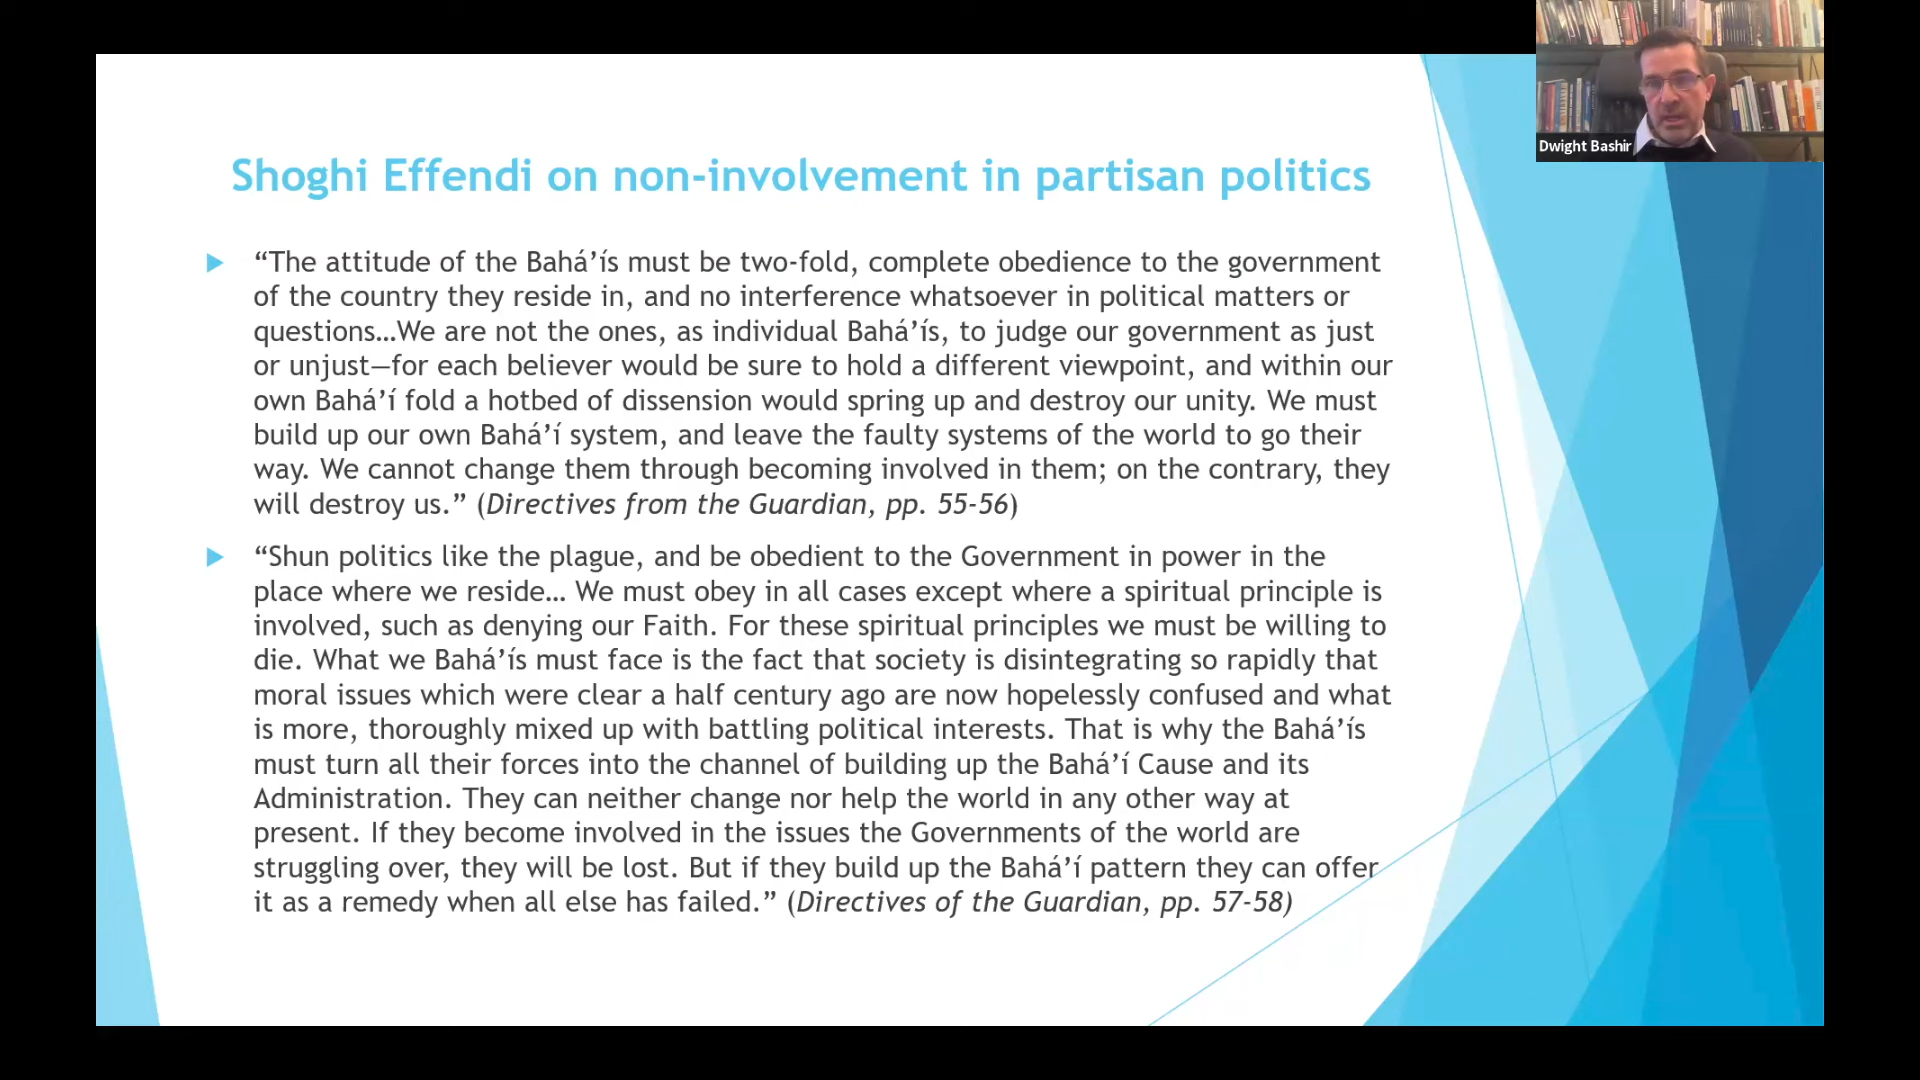 Dwight Bashir
Shoghi Effendi on non-involvement in partisan politics
“The attitude of the Bahá’ís must be two-fold, complete obedience to the government
of the country they reside in, and no interference whatsoever in political matters or
questions…We are not the ones, as individual Bahá’ís, to judge our government as just
or unjust—for each believer would be sure to hold a different viewpoint, and within our
own Bahá’í fold a hotbed of dissension would spring up and destroy our unity. We must
build up our own Bahá’í system, and leave the faulty systems of the world to go their
way. We cannot change them through becoming involved in them; on the contrary, they
will destroy us.” (Directives from the Guardian, pp. 55-56)
“Shun politics like the plague, and be obedient to the Government in power in the
place where we reside… We must obey in all cases except where a spiritual principle is
involved, such as denying our Faith. For these spiritual principles we must be willing to
die. What we Bahá’ís must face is the fact that society is disintegrating so rapidly that
moral issues which were clear a half century ago are now hopelessly confused and what
is more, thoroughly mixed up with battling political interests. That is why the Bahá’ís
must turn all their forces into the channel of building up the Bahá’í Cause and its
Administration. They can neither change nor help the world in any other way at
present. If they become involved in the issues the Governments of the world are
struggling over, they will be lost. But if they build up the Bahá’í pattern they can offer
it as a remedy when all else has failed.” (Directives of the Guardian, pp. 57-58)